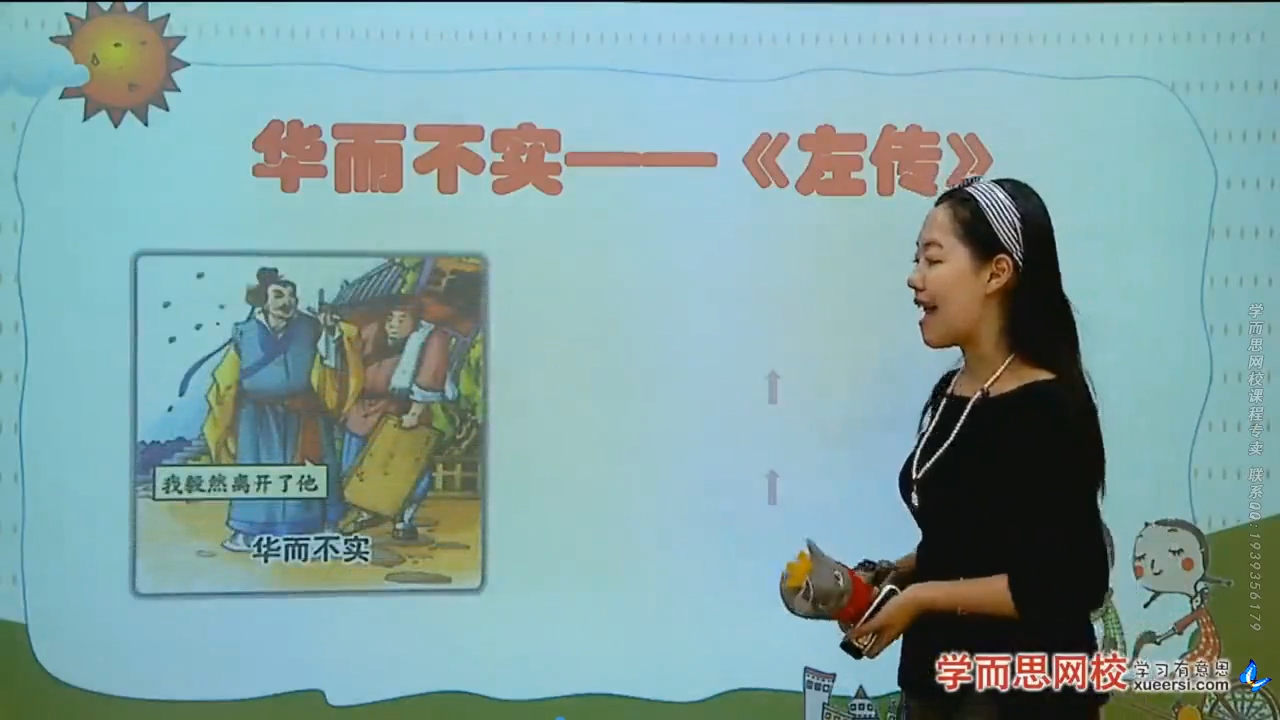 华而不实——《左传》
我毅然离开了他
华而不实
学而思网校课程专卖 联系QQ:1939356179
学而思网校
学习有意思
xueersi.com